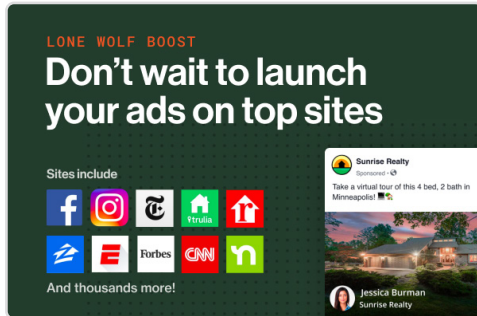 LONE WOLF BOOST
Don't wait to launch
your ads on top sites
Sites include
f
T
trulia
r
Z
E
Forbes
CNN
n
And thousands more!
Sunrise Realty
Sponsored ·
Take a virtual tour of this 4 bed, 2 bath in
Minneapolis!
Jessica Burman
Sunrise Realty